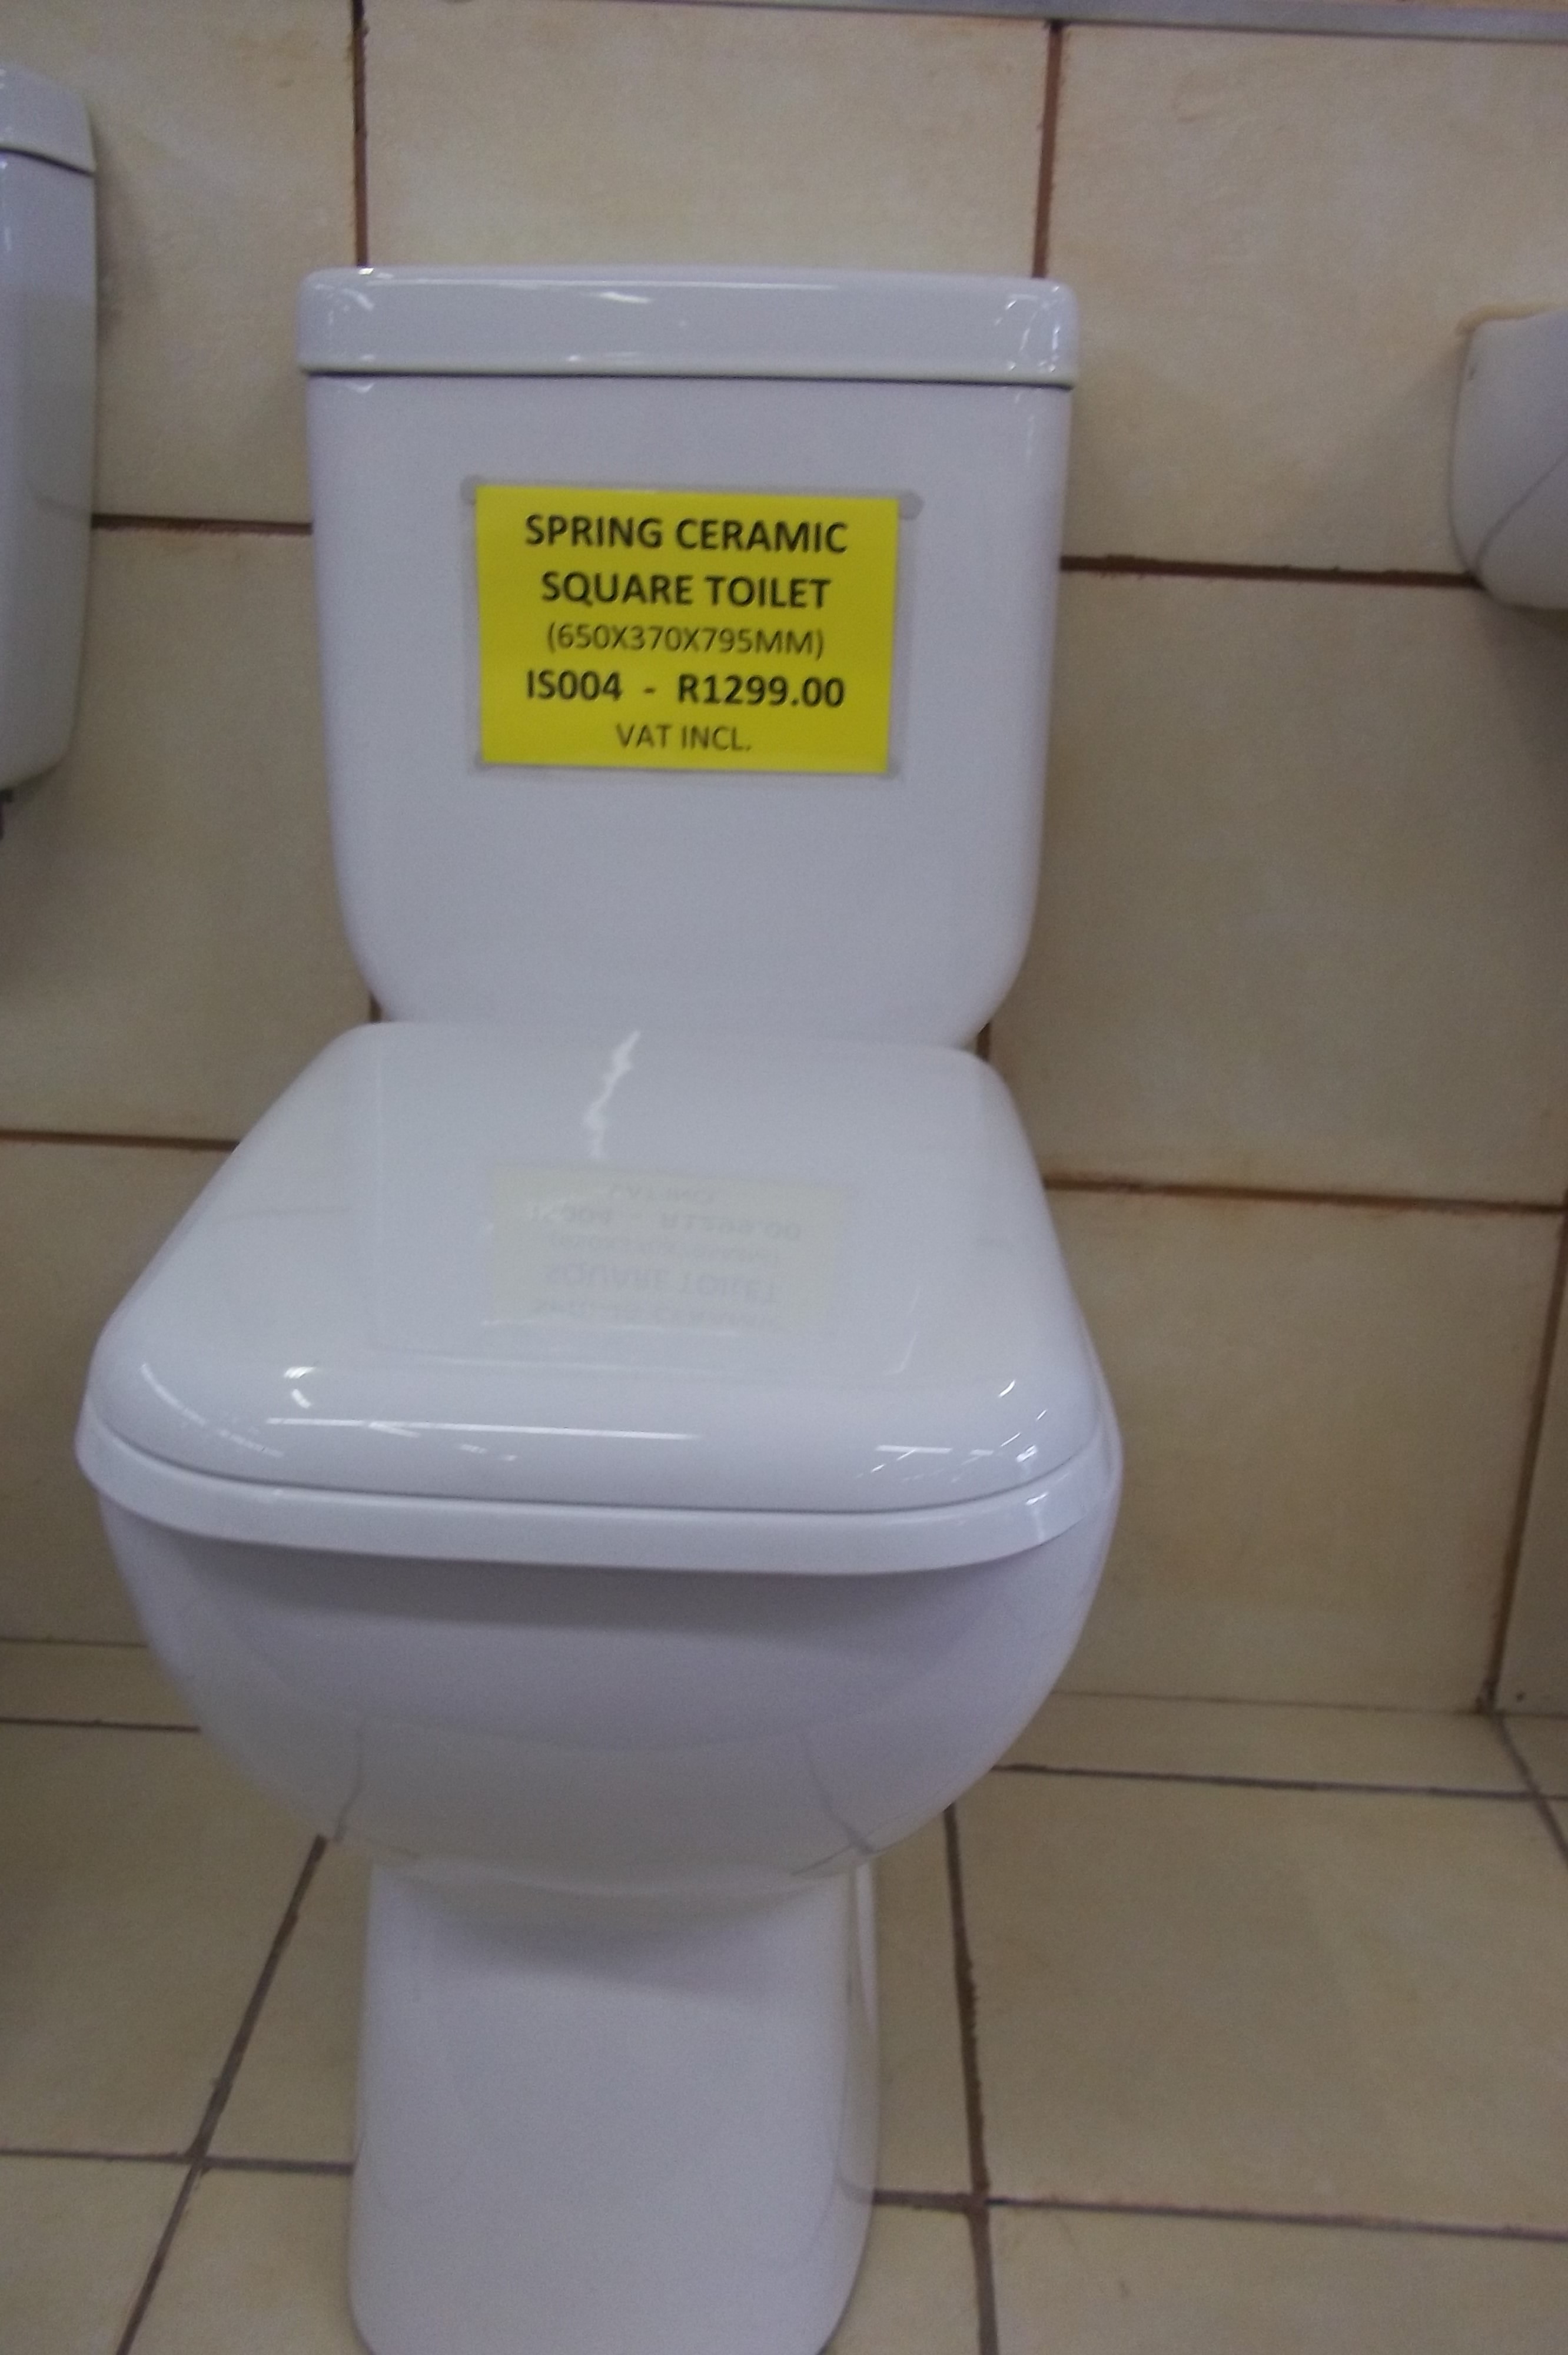 SPRING CERAMIC
SQUARE TOILET
(650X370X795MM)
IS004 - R1299.00
VAT INCL.